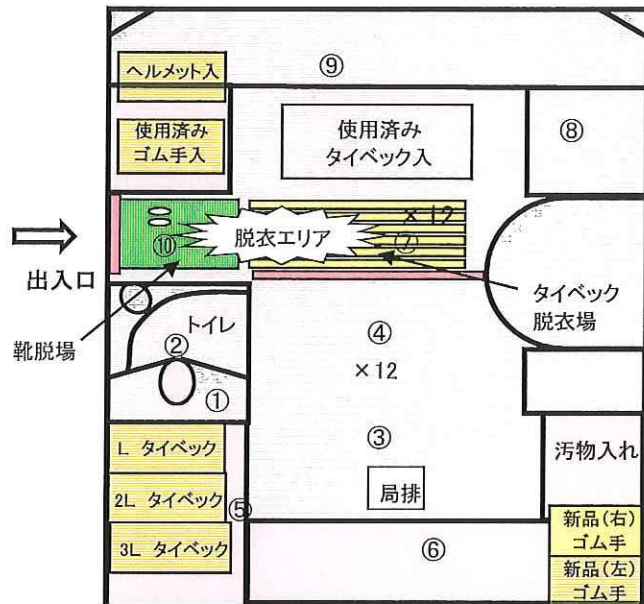 ⑨
ヘルメット入
使用済み
ゴム手入
使用済み
タイベック入
⑧
×12
⑩
脱衣エリア
⑦
出入口
靴脱場
トイレ
②
①
④
×12
③
局排
タイベック
脱衣場
L タイベック
2L タイベック
3L タイベック
⑤
⑥
汚物入れ
新品(右)
ゴム手
新品(左)
ゴム手